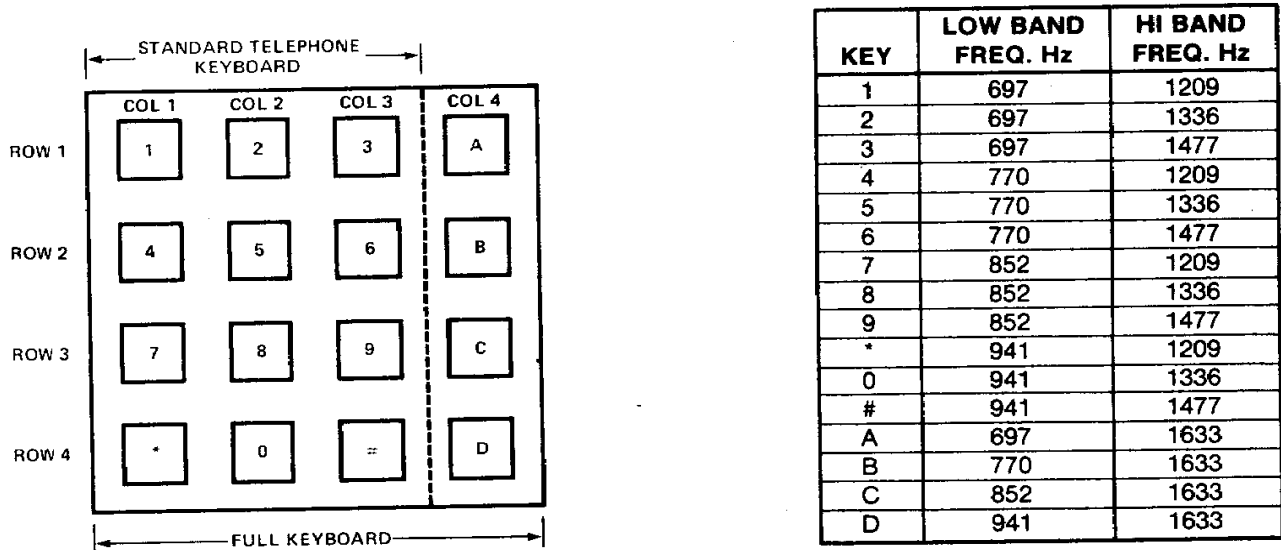 STANDARD TELEPHONE
KEYBOARD
COL 1 COL 2 COL 3 COL 4
ROW 1 1 2 3 A
ROW 2 4 5 6 B
ROW 3 7 8 9 C
ROW 4 * 0 # D
FULL KEYBOARD
KEY LOW BAND FREQ. Hz HI BAND FREQ. Hz
1 697 1209
2 697 1336
3 697 1477
4 770 1209
5 770 1336
6 770 1477
7 852 1209
8 852 1336
9 852 1477
* 941 1209
0 941 1336
# 941 1477
A 697 1633
B 770 1633
C 852 1633
D 941 1633